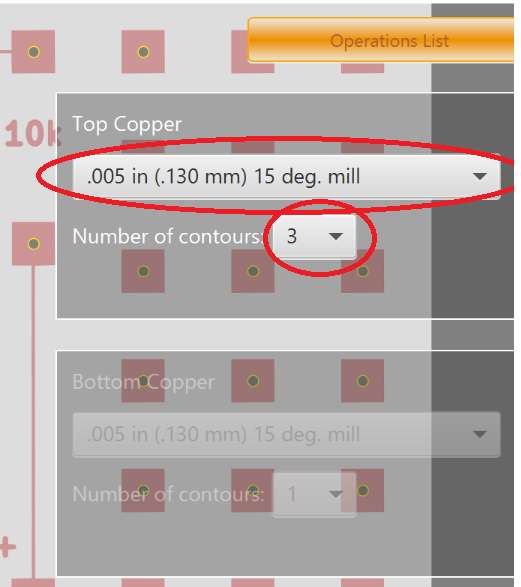 Operations List
10k
Top Copper
.005 in (.130 mm) 15 deg. mill
Number of contours: 3
Bottom Copper
.005 in (.130 mm) 15 deg. mill
Number of contours: 1
+